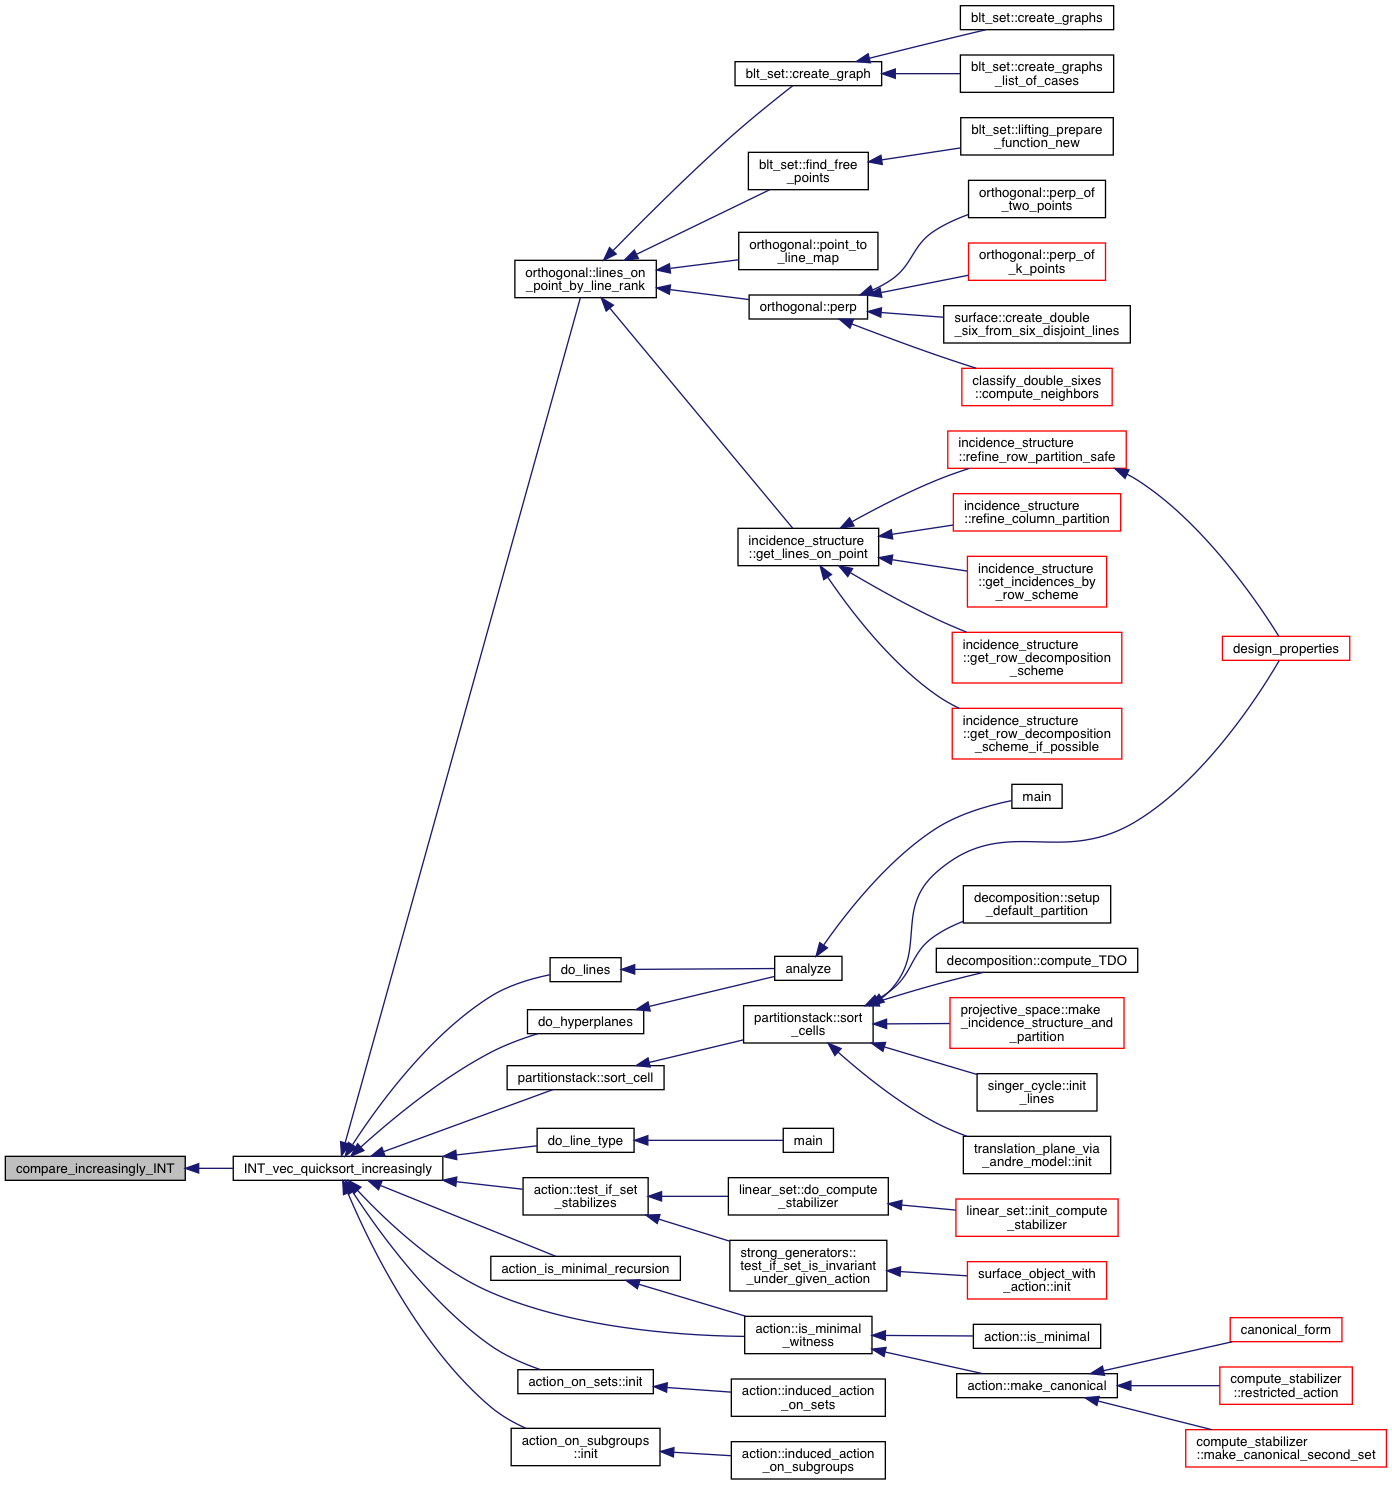 blt_set::create_graphs
blt_set::create_graph
blt_set::create_graphs
_list_of_cases
blt_set::lifting_prepare
_function_new
blt_set::find_free
_points
orthogonal::perp_of
_two_points
orthogonal::point_to
_line_map
orthogonal::perp_of
_k_points
orthogonal::lines_on
_point_by_line_rank
orthogonal::perp
surface::create_double
_six_from_six_disjoint_lines
classify_double_sixes
::compute_neighbors
incidence_structure
::refine_row_partition_safe
incidence_structure
::refine_column_partition
incidence_structure
::get_lines_on_point
incidence_structure
::get_incidences_by
_row_scheme
incidence_structure
::get_row_decomposition
_scheme
design_properties
incidence_structure
::get_row_decomposition
_scheme_if_possible
main
decomposition::setup
_default_partition
decomposition::compute_TDO
do_lines
analyze
do_hyperplanes
partitionstack::sort
_cells
projective_space::make
_incidence_structure_and
_partition
partitionstack::sort_cell
singer_cycle::init
_lines
do_line_type
main
translation_plane_via
_andre_model::init
compare_increasingly_INT
INT_vec_quicksort_increasingly
action::test_if_set
_stabilizes
linear_set::do_compute
_stabilizer
linear_set::init_compute
_stabilizer
strong_generators::
test_if_set_is_invariant
_under_given_action
action_is_minimal_recursion
surface_object_with
_action::init
action::is_minimal
_witness
action::is_minimal
canonical_form
action_on_sets::init
action::induced_action
_on_sets
action::make_canonical
compute_stabilizer
::restricted_action
action_on_subgroups
::init
action::induced_action
_on_subgroups
compute_stabilizer
::make_canonical_second_set